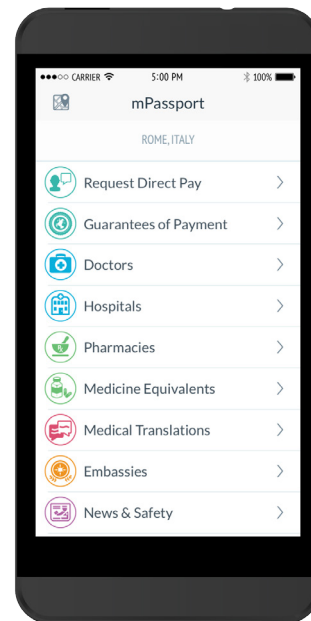 ●●●○○ CARRIER 5:00 PM 100%
mPassport
ROME, ITALY
Request Direct Pay
Guarantees of Payment
Doctors
Hospitals
Pharmacies
Medicine Equivalents
Medical Translations
Embassies
News & Safety